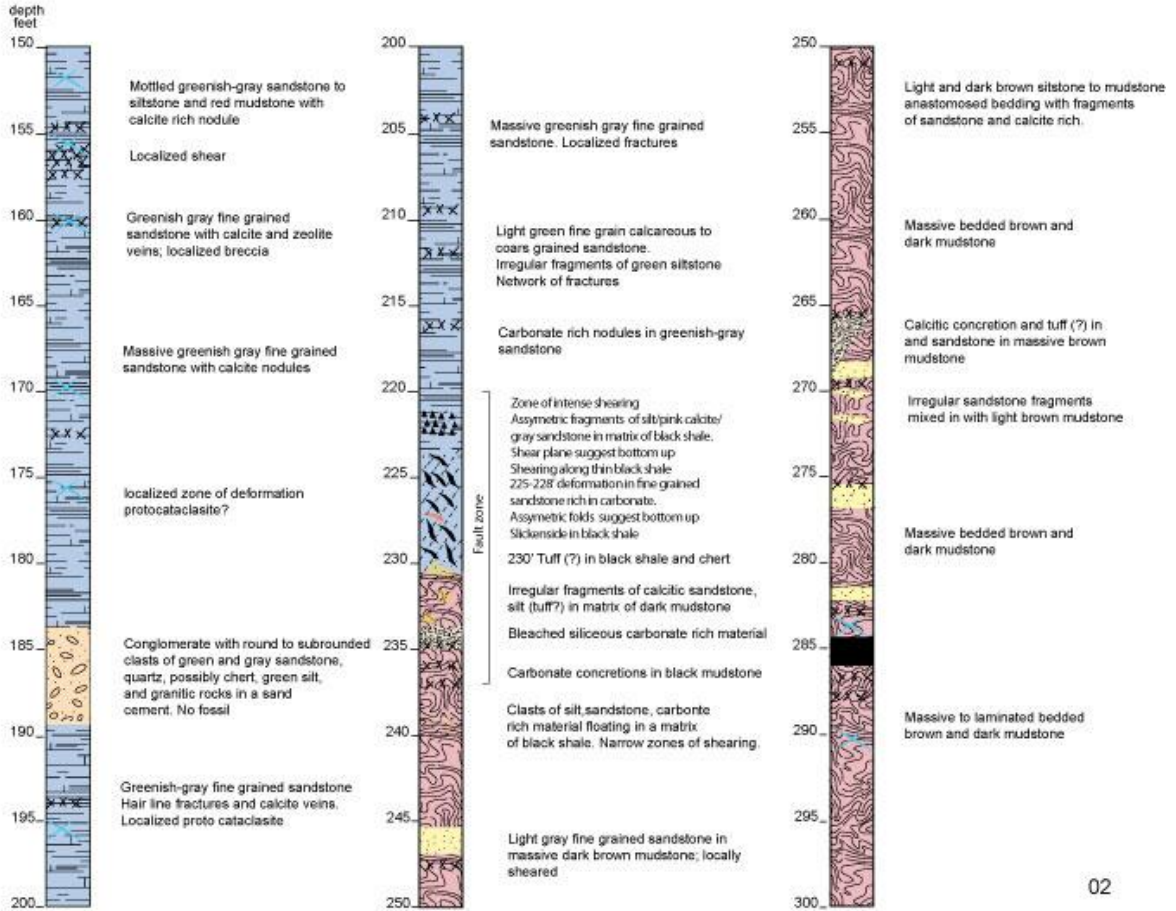 depth
feet
150
155
160
165
170
175
180
185
190
195
200
Mottled greenish-gray sandstone to
siltstone and red mudstone with
calcite rich nodule
Localized shear
Greenish gray fine grained
sandstone with calcite and zeolite
veins; localized breccia
Massive greenish gray fine grained
sandstone with calcite nodules
localized zone of deformation
protocataclasite?
Conglomerate with round to subrounded
clasts of green and gray sandstone,
quartz, possibly chert, green silt,
and granitic rocks in a sand
cement. No fossil
Greenish-gray fine grained sandstone
Hair line fractures and calcite veins.
Localized proto cataclasite
200
205
210
215
220
225
230
235
240
245
250
Massive greenish gray fine grained
sandstone. Localized fractures
Light green fine grain calcareous to
coars grained sandstone.
Irregular fragments of green siltstone
Network of fractures
Carbonate rich nodules in greenish-gray
sandstone
Fault zone
Zone of intense shearing
Assymetric fragments of silt/pink calcite/
gray sandstone in matrix of black shale.
Shear plane suggest bottom up
Shearing along thin black shale
225-228' deformation in fine grained
sandstone rich in carbonate.
Assymetric folds suggest bottom up
Slickenside in black shale
230' Tuff (?) in black shale and chert
Irregular fragments of calcitic sandstone,
silt (tuff?) in matrix of dark mudstone
Bleached siliceous carbonate rich material
Carbonate concretions in black mudstone
Clasts of silt,sandstone, carbonte
rich material floating in a matrix
of black shale. Narrow zones of shearing.
Light gray fine grained sandstone in
massive dark brown mudstone; locally
sheared
250
255
260
265
270
275
280
285
290
295
300
Light and dark brown sitstone to mudstone
anastomosed bedding with fragments
of sandstone and calcite rich.
Massive bedded brown and
dark mudstone
Calcitic concretion and tuff (?) in
and sandstone in massive brown
mudstone
Irregular sandstone fragments
mixed in with light brown mudstone
Massive bedded brown and
dark mudstone
Massive to laminated bedded
brown and dark mudstone
02